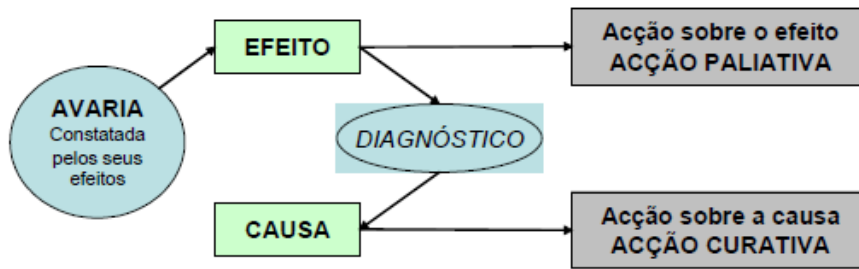 AVARIA
Constatada
pelos seus
efeitos
EFEITO
Acção sobre o efeito
ACÇÃO PALIATIVA
DIAGNÓSTICO
CAUSA
Acção sobre a causa
ACÇÃO CURATIVA